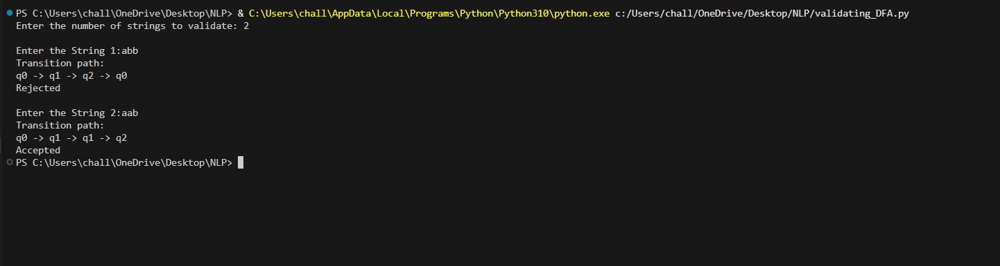 PS C:\Users\chall\OneDrive\Desktop\NLP> & C:\Users\chall\AppData\Local\Programs\Python\Python310\python.exe c:/Users/chall/OneDrive/Desktop/NLP/validating_DFA.py
Enter the number of strings to validate: 2
Enter the String 1:abb
Transition path:
q0 -> q1 -> q2 -> q0
Rejected
Enter the String 2:aab
Transition path:
q0 -> q1 -> q1 -> q2
Accepted
PS C:\Users\chall\OneDrive\Desktop\NLP>